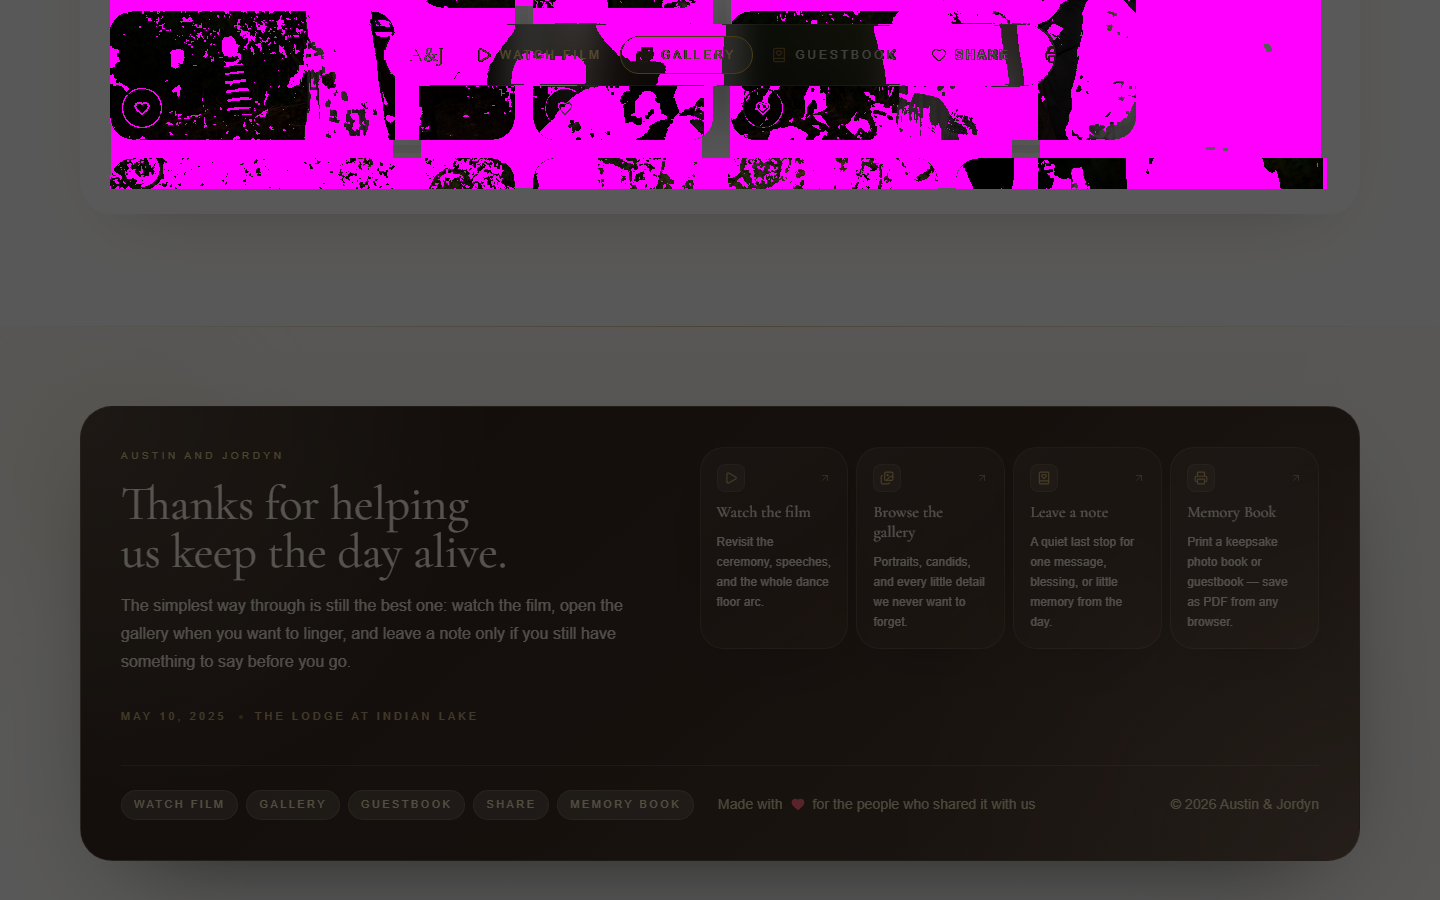 A&J WATCH FILM GALLERY GUESTBOOK SHARE
AUSTIN AND JORDYN
Thanks for helping
us keep the day alive.
The simplest way through is still the best one: watch the film, open the
gallery when you want to linger, and leave a note only if you still have
something to say before you go.
MAY 10, 2025 • THE LODGE AT INDIAN LAKE
Watch the film
Revisit the
ceremony, speeches,
and the whole dance
floor arc.
Browse the
gallery
Portraits, candids,
and every little detail
we never want to
forget.
Leave a note
A quiet last stop for
one message,
blessing, or little
memory from the
day.
Memory Book
Print a keepsake
photo book or
guestbook — save
as PDF from any
browser.
WATCH FILM GALLERY GUESTBOOK SHARE MEMORY BOOK
Made with ♥ for the people who shared it with us
© 2026 Austin & Jordyn